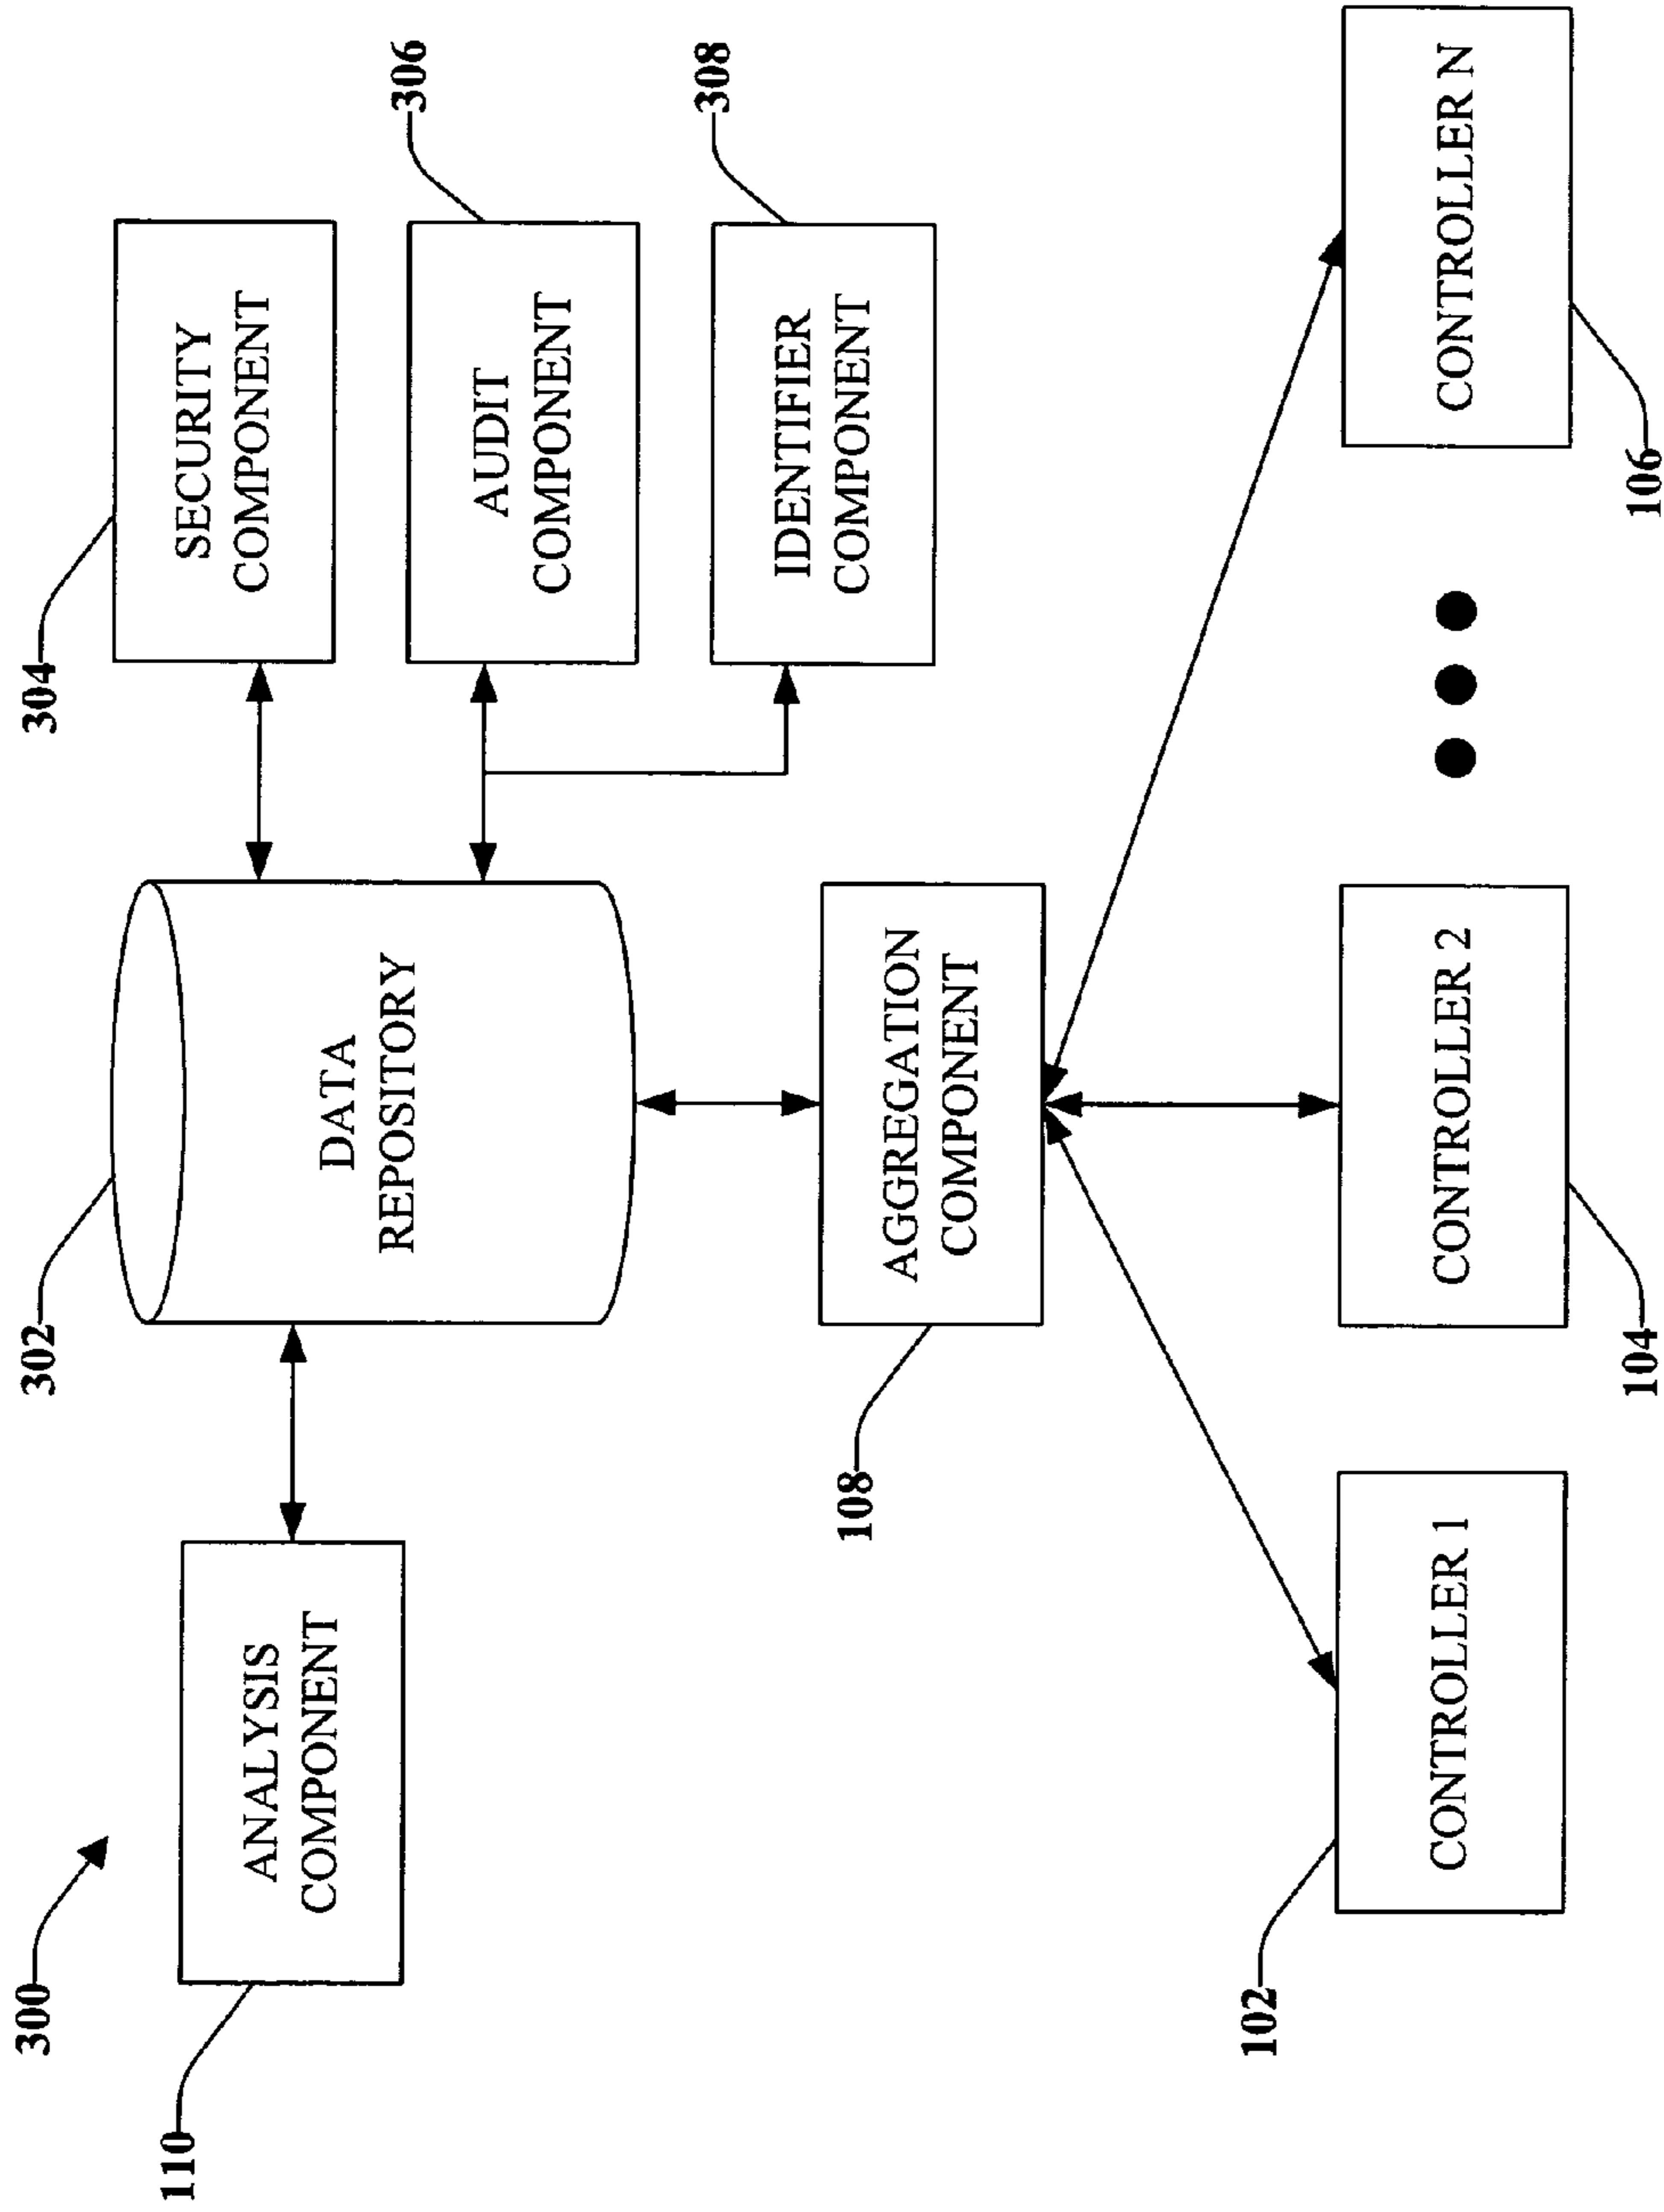 300
110
ANALYSIS
COMPONENT
302
DATA
REPOSITORY
304
SECURITY
COMPONENT
306
AUDIT
COMPONENT
308
IDENTIFIER
COMPONENT
108
AGGREGATION
COMPONENT
102
CONTROLLER 1
CONTROLLER 2
104
CONTROLLER N
106